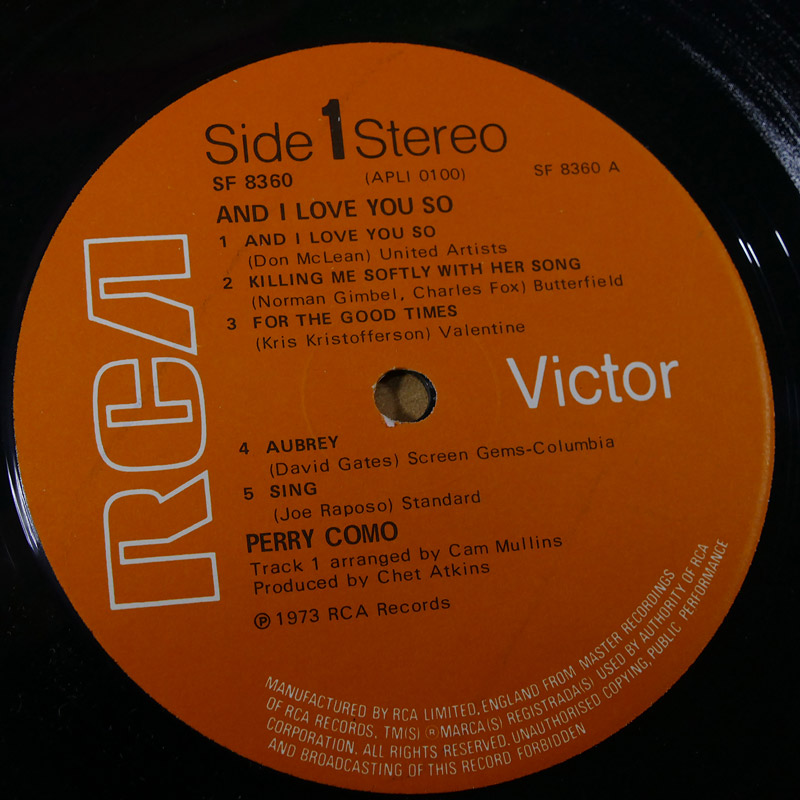 Side 1 Stereo
SF 8360 (APLI 0100) SF 8360 A
AND I LOVE YOU SO
1 AND I LOVE YOU SO
(Don McLean) United Artists
2 KILLING ME SOFTLY WITH HER SONG
(Norman Gimbel, Charles Fox) Butterfield
3 FOR THE GOOD TIMES
(Kris Kristofferson) Valentine
RCA
Victor
4 AUBREY
(David Gates) Screen Gems-Columbia
5 SING
(Joe Raposo) Standard
PERRY COMO
Track 1 arranged by Cam Mullins
Produced by Chet Atkins
℗ 1973 RCA Records
MANUFACTURED BY RCA LIMITED, ENGLAND FROM MASTER RECORDINGS
OF RCA RECORDS, TM(S) ® MARCA(S) REGISTRADA(S) USED BY AUTHORITY OF RCA
CORPORATION. ALL RIGHTS RESERVED. UNAUTHORISED COPYING, PUBLIC PERFORMANCE
AND BROADCASTING OF THIS RECORD FORBIDDEN